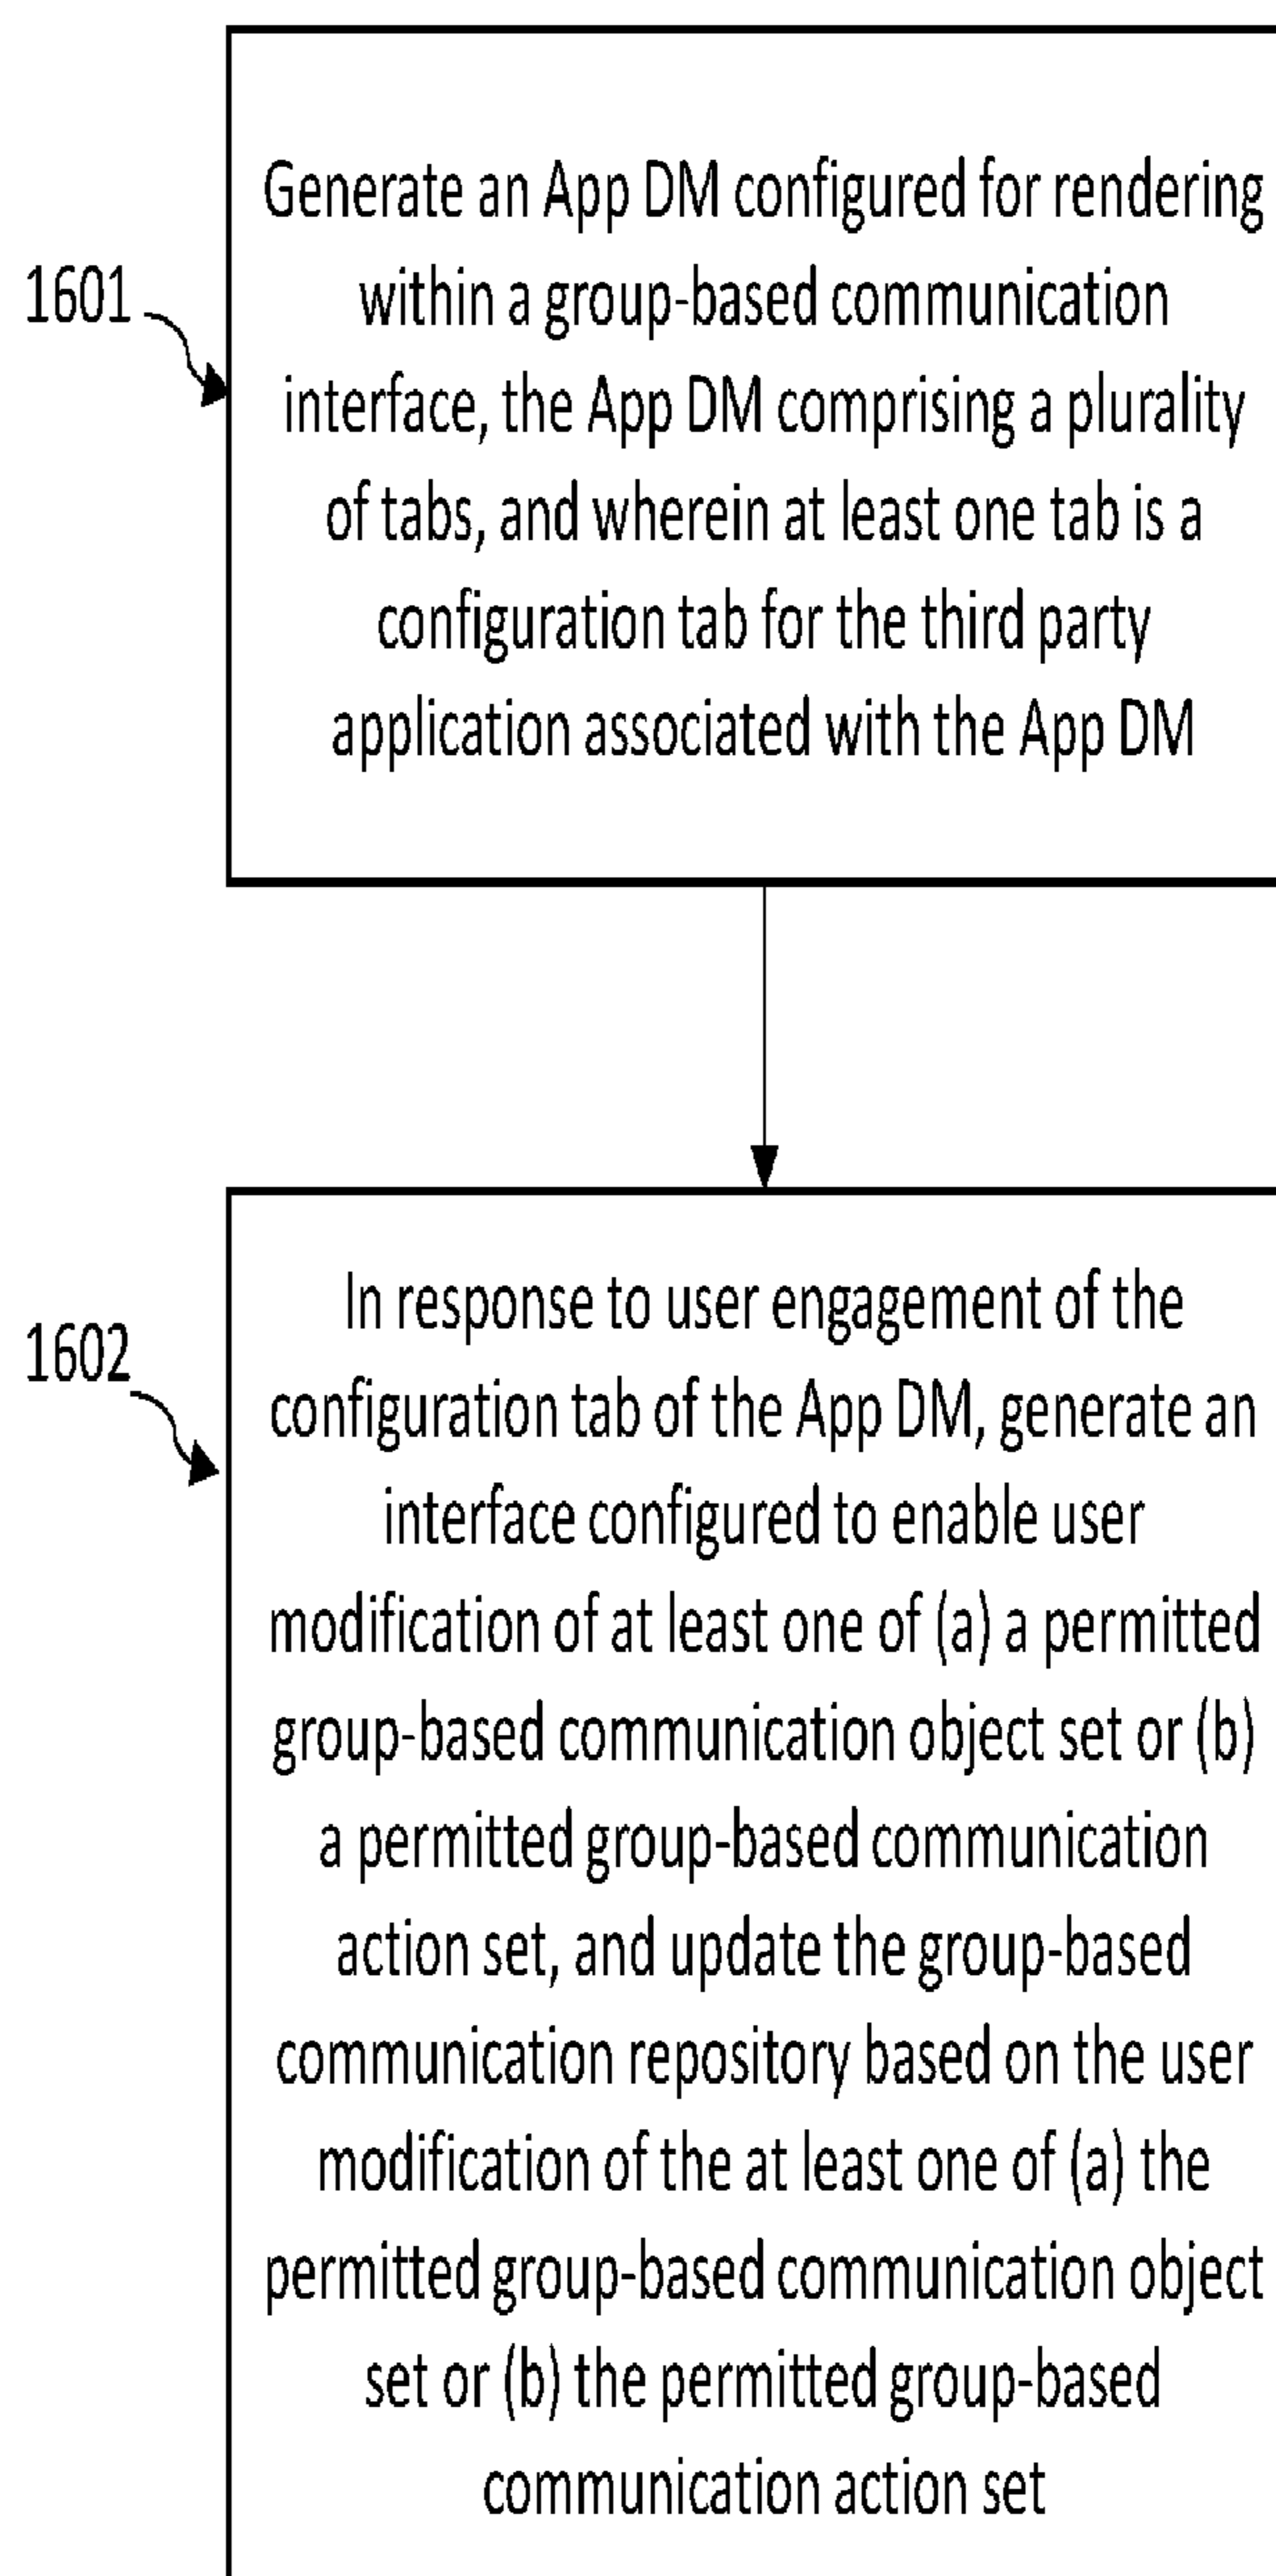 Generate an App DM configured for rendering
within a group-based communication
1601
interface, the App DM comprising a plurality
of tabs, and wherein at least one tab is a
configuration tab for the third party
application associated with the App DM
In response to user engagement of the
1602
configuration tab of the App DM, generate an
interface configured to enable user
modification of at least one of (a) a permitted
group-based communication object set or (b)
a permitted group-based communication
action set, and update the group-based
communication repository based on the user
modification of the at least one of (a) the
permitted group-based communication object
set or (b) the permitted group-based
communication action set